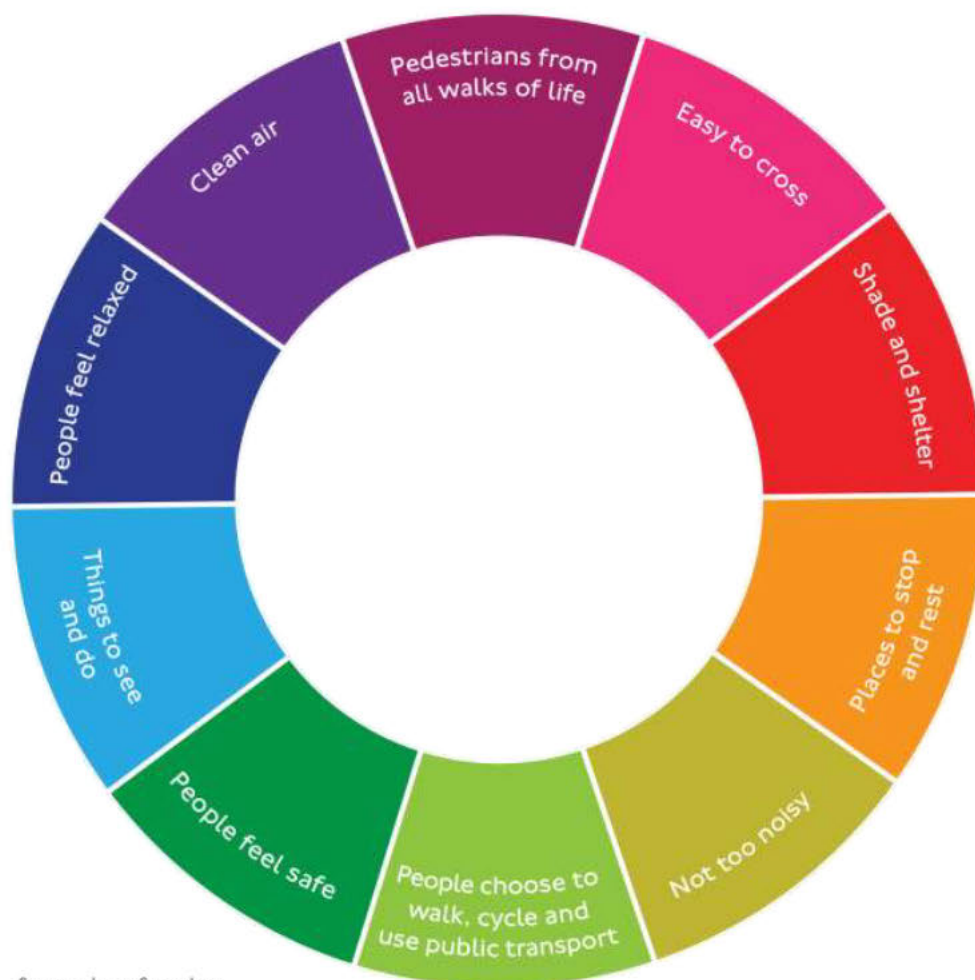 Pedestrians from
all walks of life
Easy to cross
Shade and shelter
Places to stop
and rest
Not too noisy
People choose to
walk, cycle and
use public transport
People feel safe
Things to see
and do
People feel relaxed
Clean air